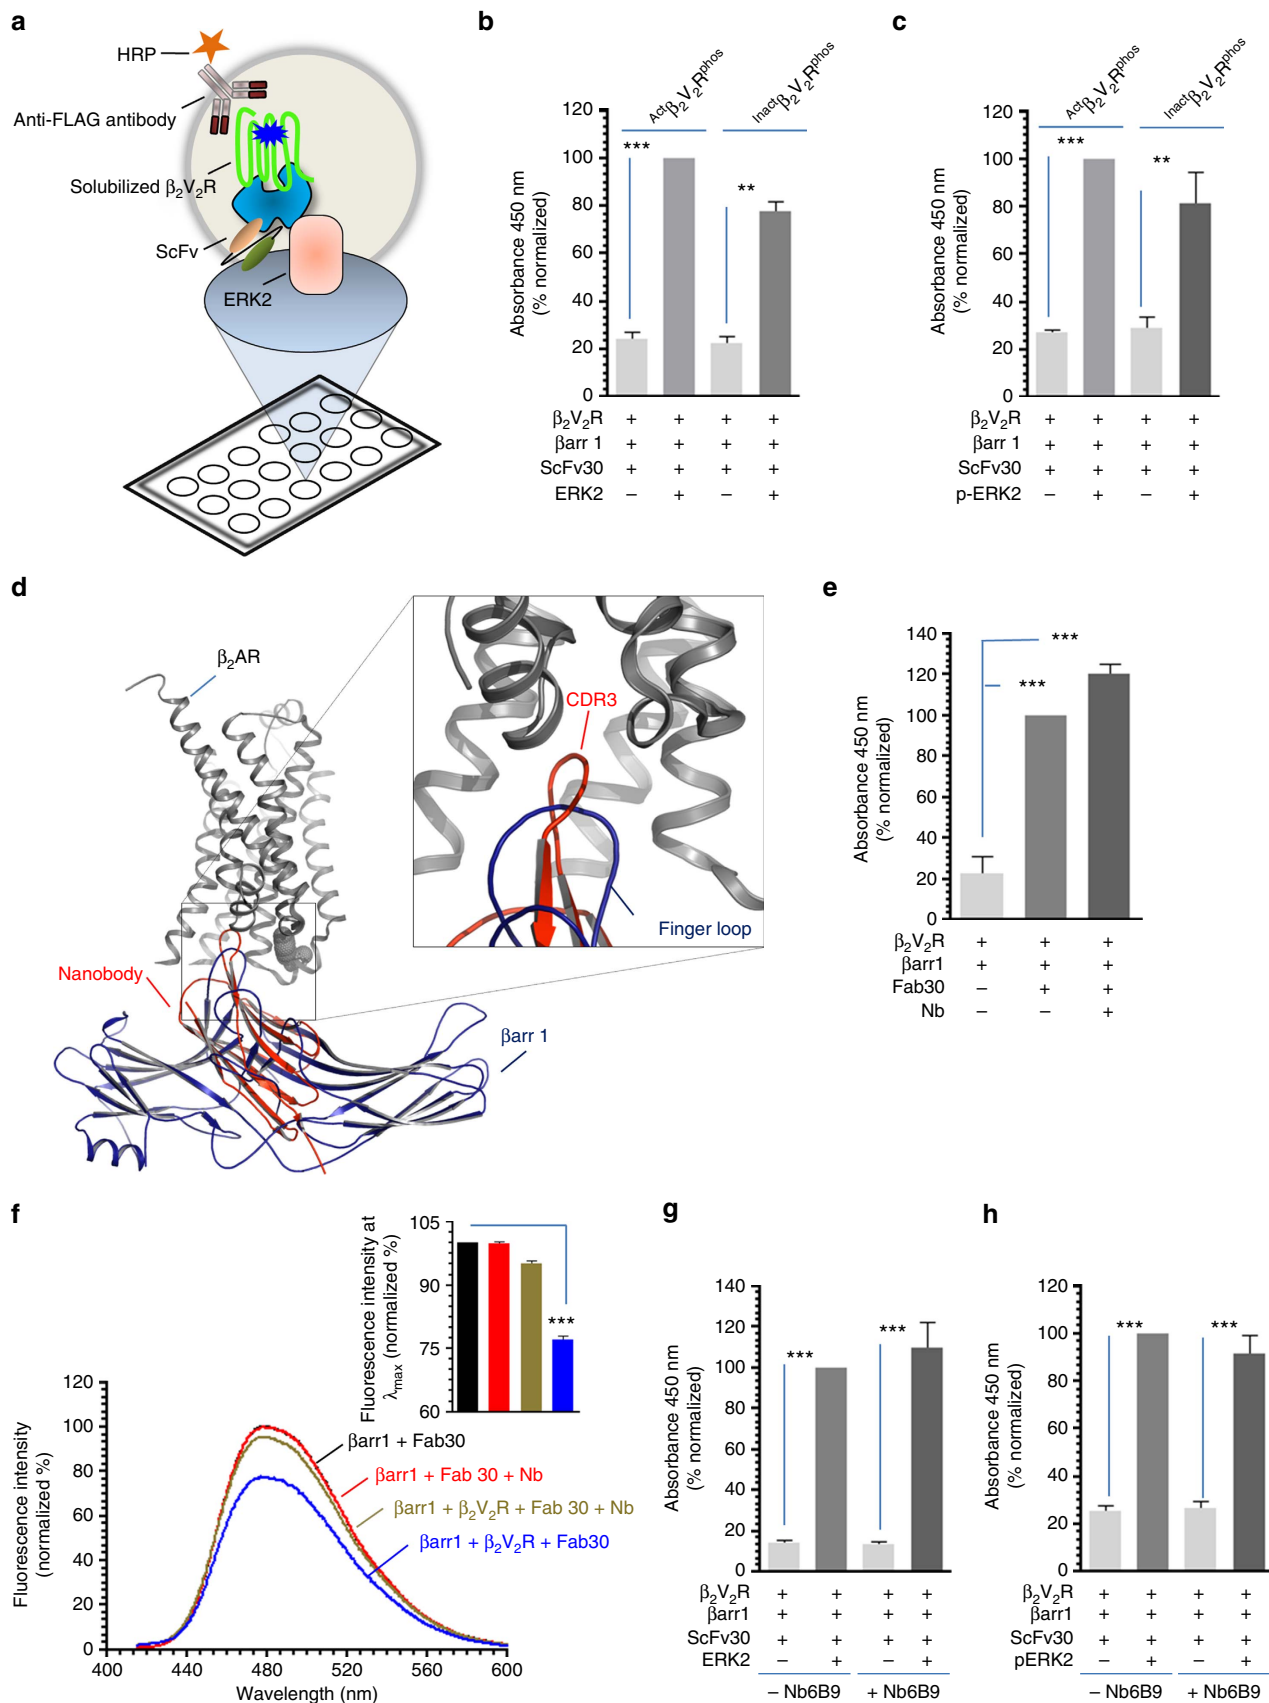 a
HRP
Anti-FLAG antibody
Solubilized β2V2R
ScFv
ERK2
b
Actβ2V2Rphos
Inactβ2V2Rphos
Absorbance 450 nm
(% normalized)
120
100
80
60
40
20
0
***
**
β2V2R + + + +
βarr 1 + + + +
ScFv30 + + + +
ERK2 – + – +
c
Actβ2V2Rphos
Inactβ2V2Rphos
Absorbance 450 nm
(% normalized)
120
100
80
60
40
20
0
***
**
β2V2R + + + +
βarr 1 + + + +
ScFv30 + + + +
p-ERK2 – + – +
d
β2AR
CDR3
Finger loop
Nanobody
βarr 1
e
Absorbance 450 nm
(% normalized)
140
120
100
80
60
40
20
0
***
***
β2V2R + + +
βarr1 + + +
Fab30 – + +
Nb – – +
f
Fluorescence intensity at
λmax (normalized %)
105
90
75
60
***
Fluorescence intensity
(normalized %)
120
100
80
60
40
20
0
βarr1 + Fab30
βarr1 + Fab 30 + Nb
βarr1 + β2V2R + Fab 30 + Nb
βarr1 + β2V2R + Fab30
400 440 480 520 560 600
Wavelength (nm)
g
Absorbance 450 nm
(% normalized)
140
120
100
80
60
40
20
0
***
***
β2V2R + + + +
βarr1 + + + +
ScFv30 + + + +
ERK2 – + – +
– Nb6B9 + Nb6B9
h
Absorbance 450 nm
(% normalized)
120
100
80
60
40
20
0
***
***
β2V2R + + + +
βarr1 + + + +
ScFv30 + + + +
pERK2 – + – +
– Nb6B9 + Nb6B9